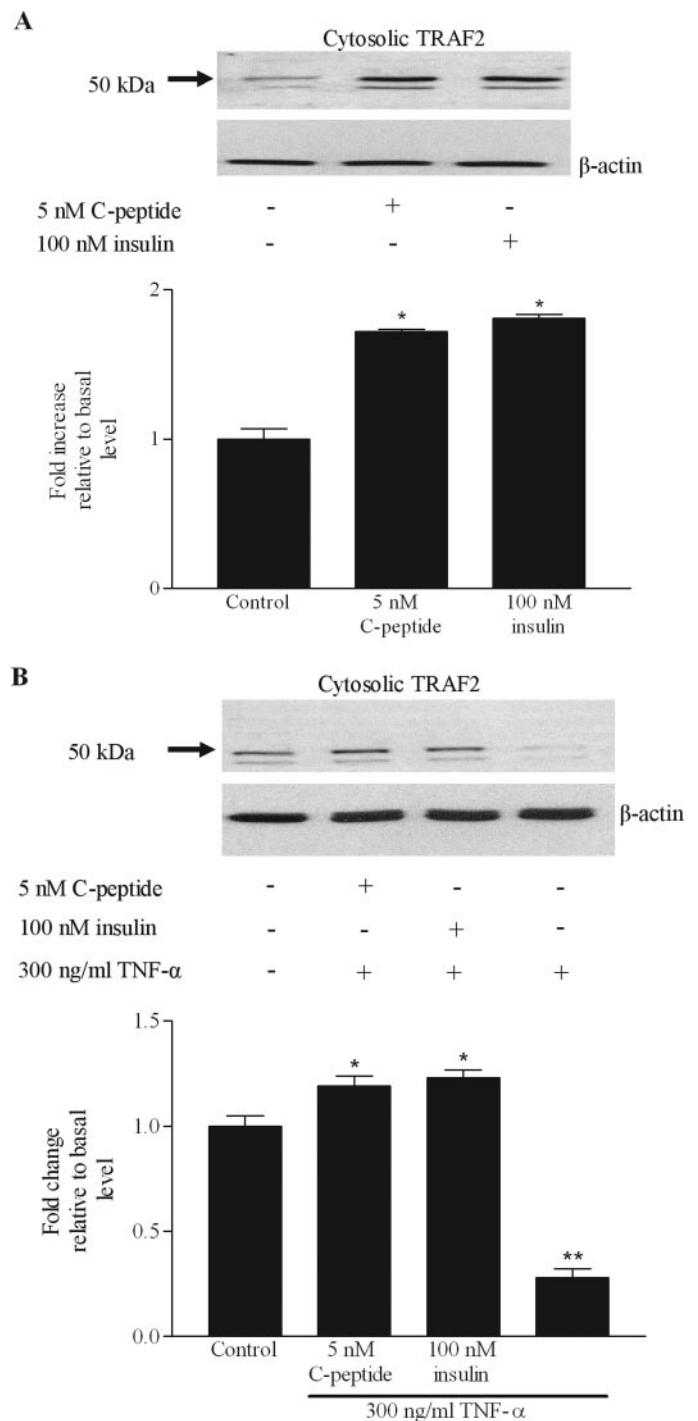 A
Cytosolic TRAF2
50 kDa
β-actin
5 nM C-peptide - + -
100 nM insulin - - +
2
*
*
Fold increase
relative to basal
level
1
0
Control 5 nM 100 nM
C-peptide insulin
B
Cytosolic TRAF2
50 kDa
β-actin
5 nM C-peptide - + - -
100 nM insulin - - + -
300 ng/ml TNF-α - + + +
1.5
* *
1.0
Fold change
relative to basal
level
0.5
**
0.0
Control 5 nM 100 nM
C-peptide insulin
300 ng/ml TNF- α